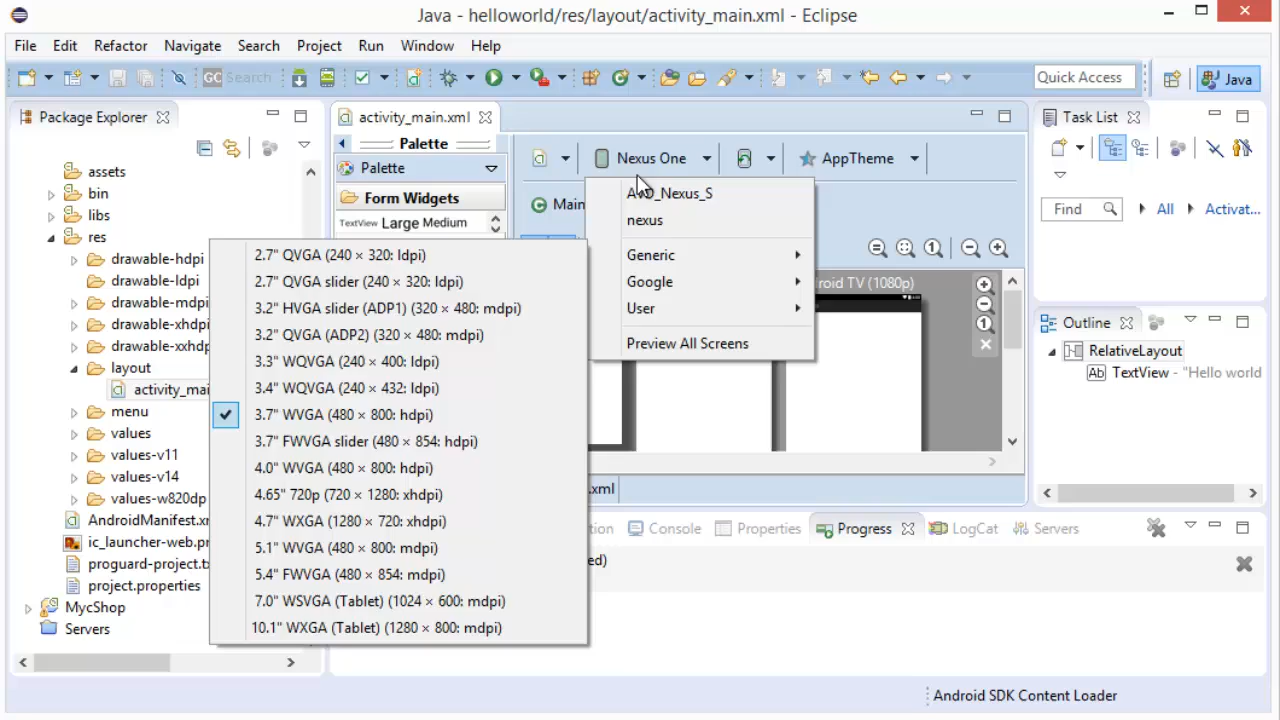 Java - helloworld/res/layout/activity_main.xml - Eclipse
File Edit Refactor Navigate Search Project Run Window Help
GC Search
Quick Access
Java
Package Explorer
assets
bin
libs
res
drawable-hdpi
drawable-ldpi
drawable-mdpi
drawable-xhdpi
drawable-xxhdpi
layout
activity_mai
menu
values
values-v11
values-v14
values-w820dp
AndroidManifest.xm
ic_launcher-web.pr
proguard-project.tx
project.properties
MycShop
Servers
activity_main.xml
Palette
Palette
Form Widgets
TextView Large Medium
Nexus One
AppTheme
Main
AVD_Nexus_S
nexus
Generic
Google
User
Preview All Screens
roid TV (1080p)
2.7" QVGA (240 × 320: ldpi)
2.7" QVGA slider (240 × 320: ldpi)
3.2" HVGA slider (ADP1) (320 × 480: mdpi)
3.2" QVGA (ADP2) (320 × 480: mdpi)
3.3" WQVGA (240 × 400: ldpi)
3.4" WQVGA (240 × 432: ldpi)
3.7" WVGA (480 × 800: hdpi)
3.7" FWVGA slider (480 × 854: hdpi)
4.0" WVGA (480 × 800: hdpi)
4.65" 720p (720 × 1280: xhdpi)
4.7" WXGA (1280 × 720: xhdpi)
5.1" WVGA (480 × 800: mdpi)
5.4" FWVGA (480 × 854: mdpi)
7.0" WSVGA (Tablet) (1024 × 600: mdpi)
10.1" WXGA (Tablet) (1280 × 800: mdpi)
.xml
tion Console Properties Progress LogCat Servers
ed)
Task List
Find All Activat...
Outline
RelativeLayout
Ab TextView - "Hello world
Android SDK Content Loader